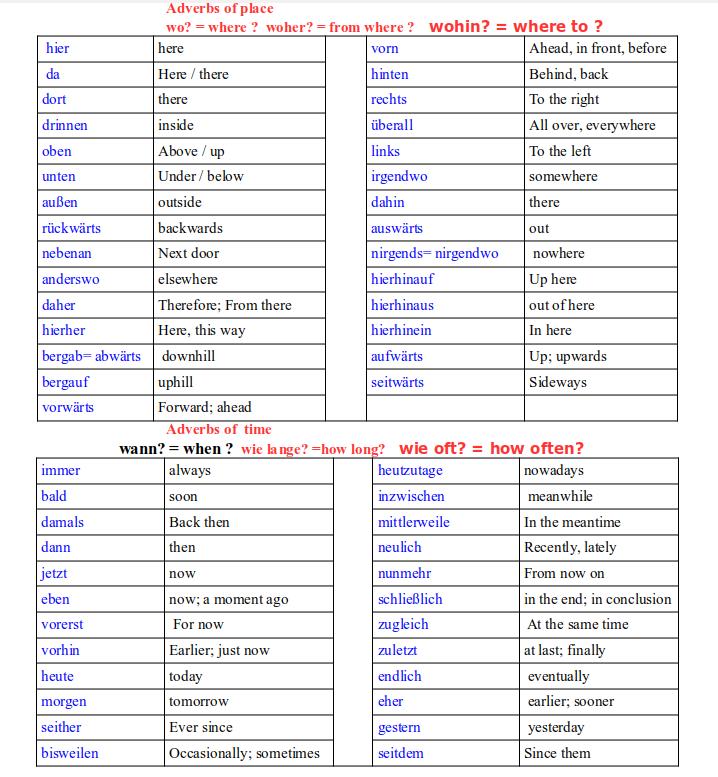 Adverbs of place
wo? = where ? woher? = from where ? wohin? = where to ?
hier here vorn Ahead, in front, before
da Here / there hinten Behind, back
dort there rechts To the right
drinnen inside überall All over, everywhere
oben Above / up links To the left
unten Under / below irgendwo somewhere
außen outside dahin there
rückwärts backwards auswärts out
nebenan Next door nirgends= nirgendwo nowhere
anderswo elsewhere hierhinauf Up here
daher Therefore; From there hierhinaus out of here
hierher Here, this way hierhinein In here
bergab= abwärts downhill aufwärts Up; upwards
bergauf uphill seitwärts Sideways
vorwärts Forward; ahead
Adverbs of time
wann? = when ? wie lange? =how long? wie oft? = how often?
immer always heutzutage nowadays
bald soon inzwischen meanwhile
damals Back then mittlerweile In the meantime
dann then neulich Recently, lately
jetzt now nunmehr From now on
eben now; a moment ago schließlich in the end; in conclusion
vorerst For now zugleich At the same time
vorhin Earlier; just now zuletzt at last; finally
heute today endlich eventually
morgen tomorrow eher earlier; sooner
seither Ever since gestern yesterday
bisweilen Occasionally; sometimes seitdem Since them